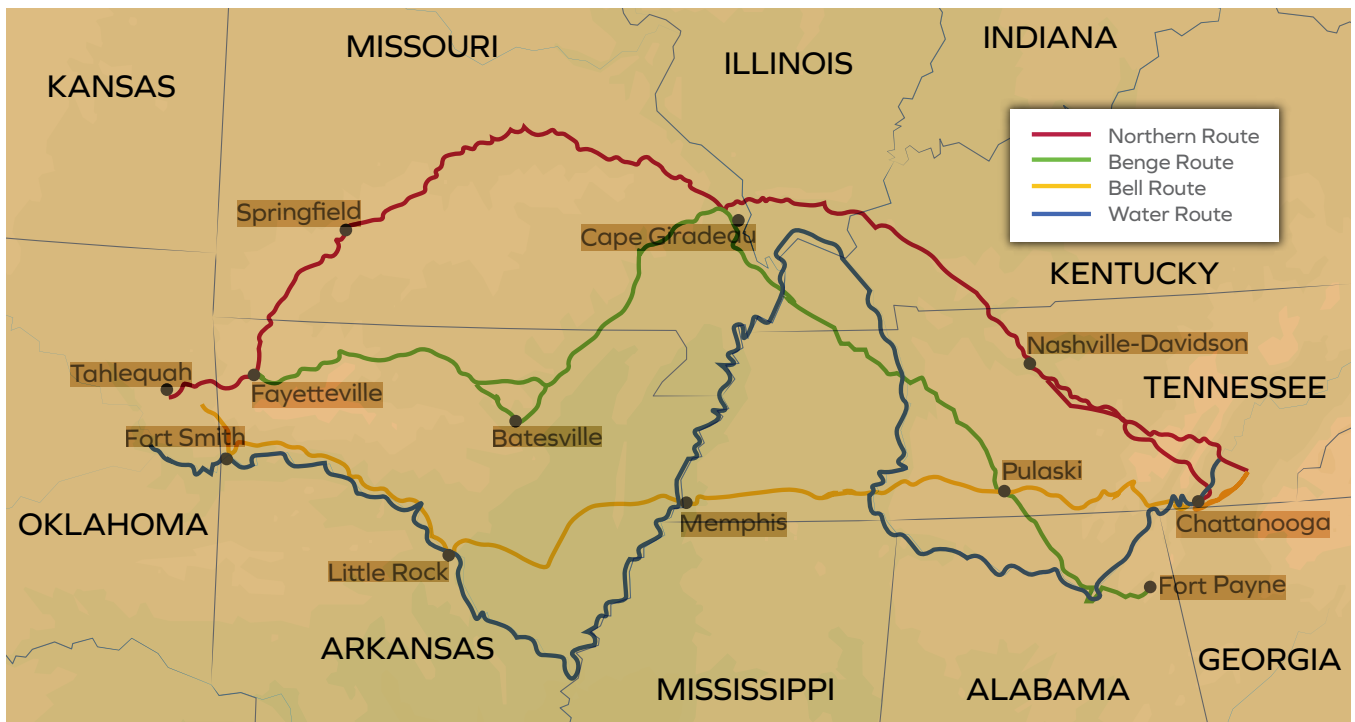 INDIANA
MISSOURI
ILLINOIS
KANSAS
Northern Route
Benge Route
Bell Route
Water Route
Springfield
Cape Giradeau
KENTUCKY
Nashville-Davidson
Tahlequah
TENNESSEE
Fayetteville
Fort Smith
Batesville
Pulaski
OKLAHOMA
Memphis
Chattanooga
Little Rock
Fort Payne
ARKANSAS
GEORGIA
MISSISSIPPI
ALABAMA